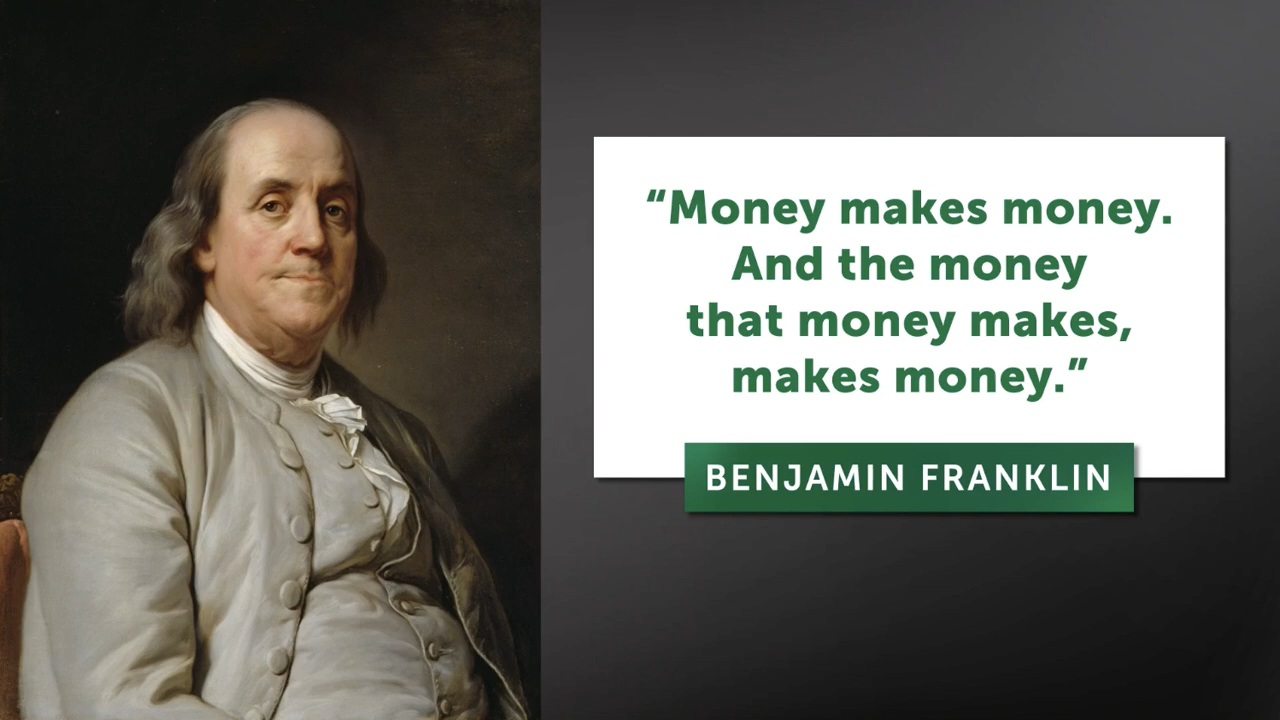 “Money makes money.
And the money
that money makes,
makes money.”
BENJAMIN FRANKLIN